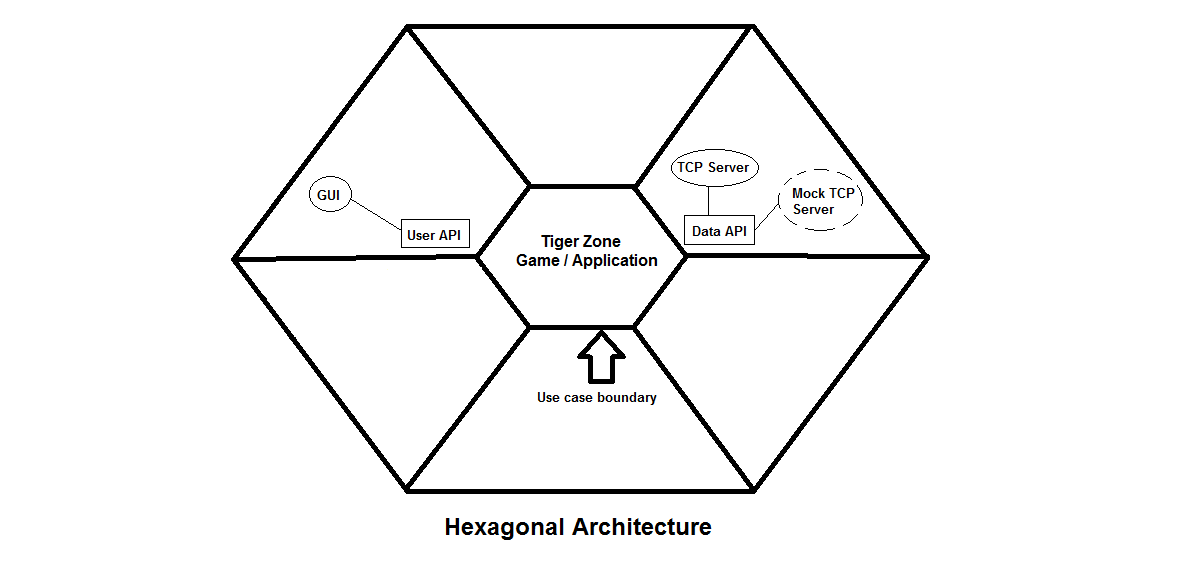 TCP Server
Mock TCP
Server
GUI
User API
Data API
Tiger Zone
Game / Application
Use case boundary
Hexagonal Architecture